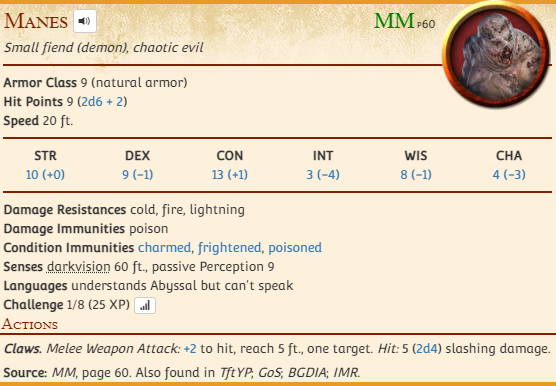 Manes MM p60
Small fiend (demon), chaotic evil
Armor Class 9 (natural armor)
Hit Points 9 (2d6 + 2)
Speed 20 ft.
STR DEX CON INT WIS CHA
10 (+0) 9 (−1) 13 (+1) 3 (−4) 8 (−1) 4 (−3)
Damage Resistances cold, fire, lightning
Damage Immunities poison
Condition Immunities charmed, frightened, poisoned
Senses darkvision 60 ft., passive Perception 9
Languages understands Abyssal but can't speak
Challenge 1/8 (25 XP)
Actions
Claws. Melee Weapon Attack: +2 to hit, reach 5 ft., one target. Hit: 5 (2d4) slashing damage.
Source: MM, page 60. Also found in TftYP; GoS; BGDIA; IMR.